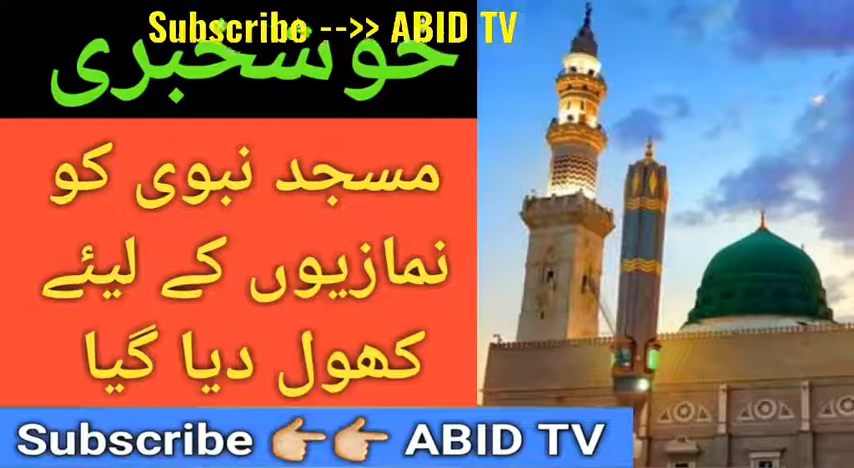 Subscribe -->> ABID TV
خوشخبری
مسجد نبوی کو
نمازیوں کے لیئے
کھول دیا گیا
Subscribe 👉🏼👉🏼 ABID TV